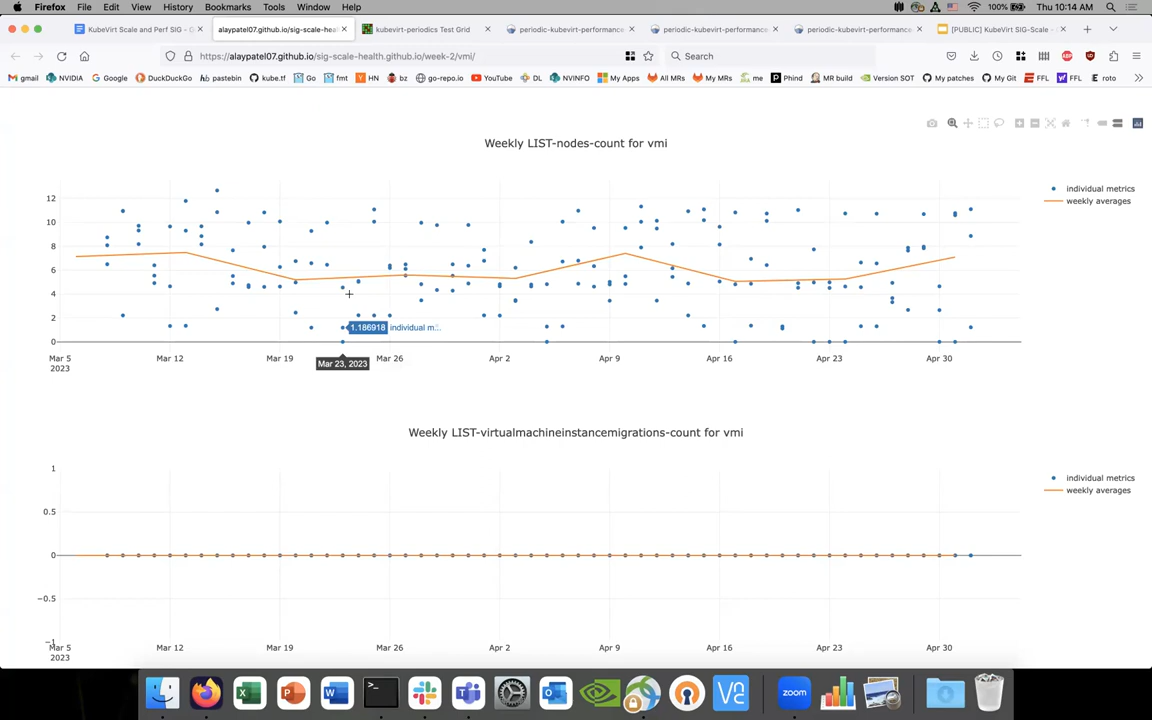 Firefox File Edit View History Bookmarks Tools Window Help 100% Thu 10:14 AM
KubeVirt Scale and Perf SIG - G alaypatel07.github.io/sig-scale-heal kubevirt-periodics Test Grid periodic-kubevirt-performance periodic-kubevirt-performance periodic-kubevirt-performance [PUBLIC] KubeVirt SIG-Scale -
https://alaypatel07.github.io/sig-scale-health.github.io/week-2/vmi/ Search
gmail NVIDIA Google DuckDuckGo pastebin kube.tf Go fmt HN bz go-repo.io YouTube DL NVINFO My Apps All MRs My MRs me Phind MR build Version SOT My patches My Git FFL FFL roto
Weekly LIST-nodes-count for vmi
individual metrics
weekly averages
12
10
8
6
4
2
0
1.186918 individual m...
Mar 5 Mar 12 Mar 19 Mar 26 Apr 2 Apr 9 Apr 16 Apr 23 Apr 30
2023
Mar 23, 2023
Weekly LIST-virtualmachineinstancemigrations-count for vmi
individual metrics
weekly averages
1
0.5
0
−0.5
−1
Mar 5 Mar 12 Mar 19 Mar 26 Apr 2 Apr 9 Apr 16 Apr 23 Apr 30
2023
zoom